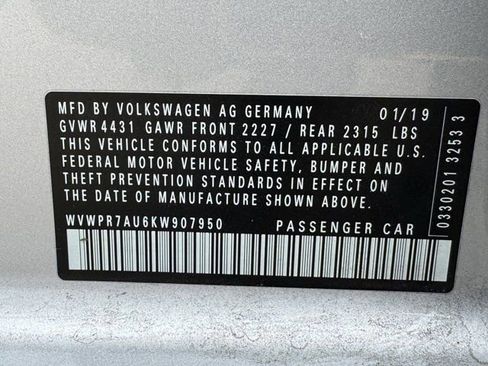 MFD BY VOLKSWAGEN AG GERMANY 01/19
GVWR 4431 GAWR FRONT 2227 / REAR 2315 LBS
THIS VEHICLE CONFORMS TO ALL APPLICABLE U.S.
FEDERAL MOTOR VEHICLE SAFETY, BUMPER AND
THEFT PREVENTION STANDARDS IN EFFECT ON
THE DATE OF MANUFACTURE SHOWN ABOVE
WVWPR7AU6KW907950 PASSENGER CAR
0330201 3253 3